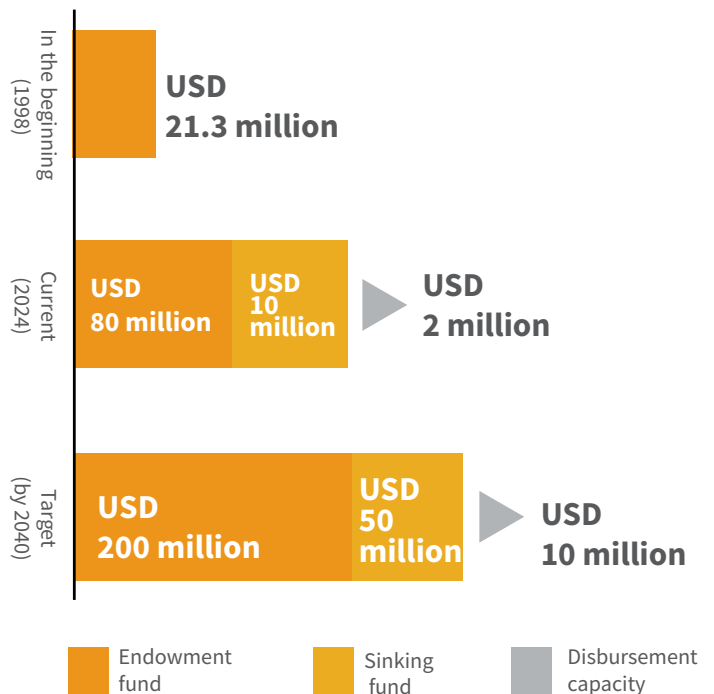 In the beginning
(1998)
USD
21.3 million
Current
(2024)
USD
80 million
USD
10
million
USD
2 million
Target
(by 2040)
USD
200 million
USD
50
million
USD
10 million
Endowment
fund
Sinking
fund
Disbursement
capacity